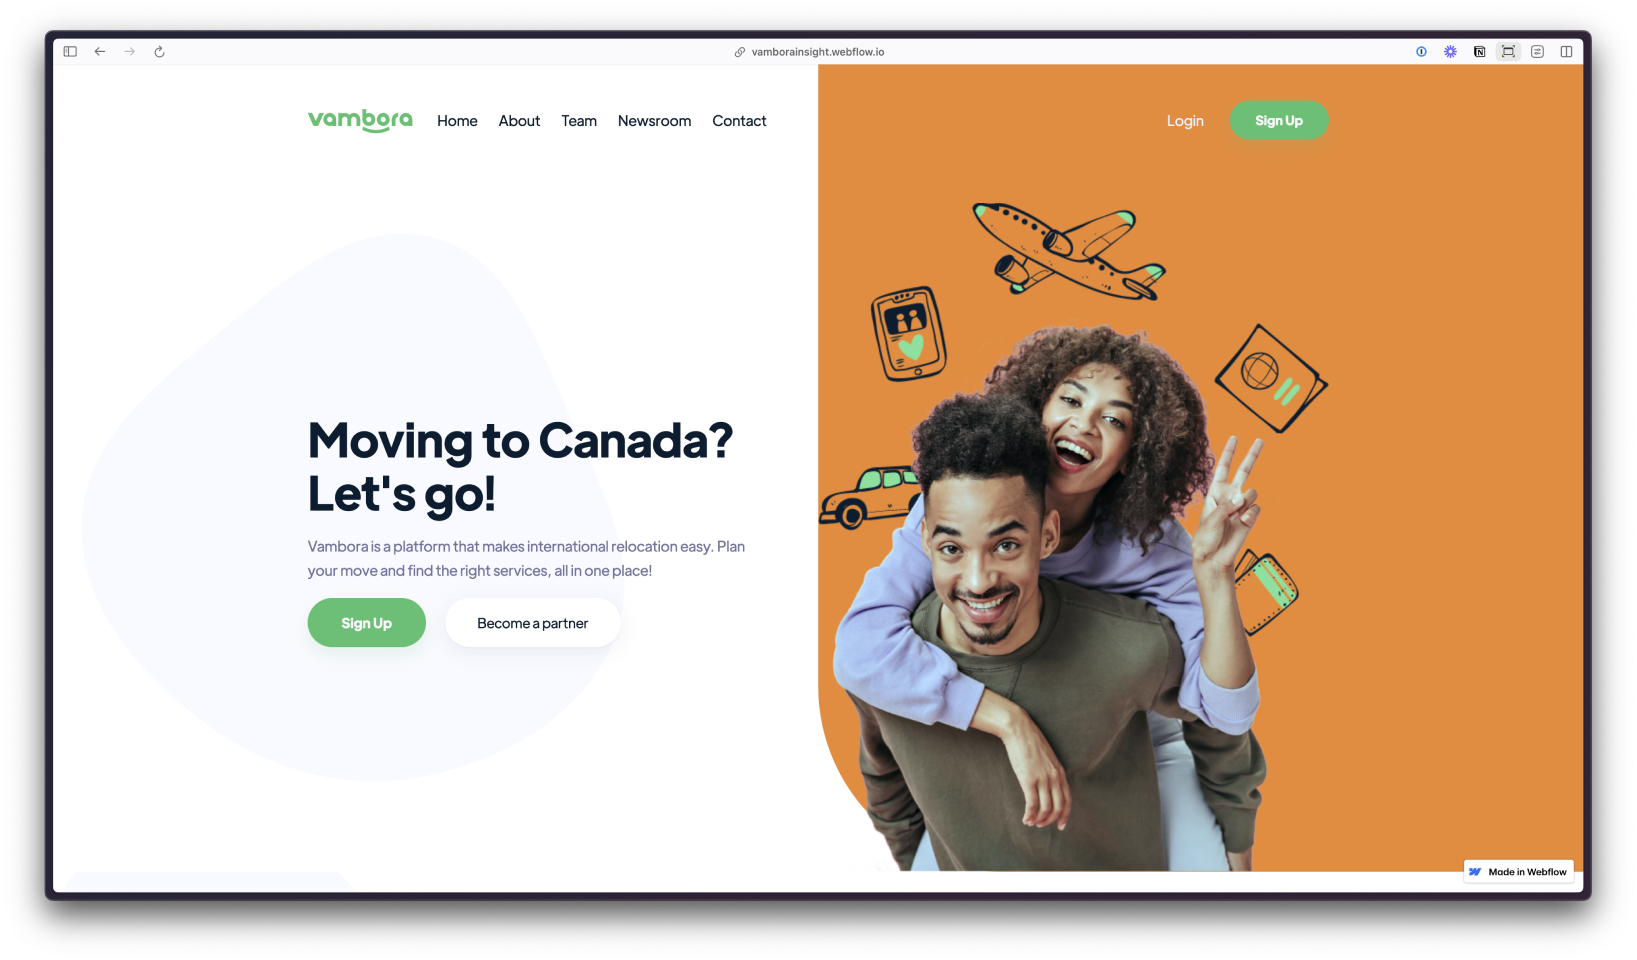 vamborainsight.webflow.io
vambora
Home
About
Team
Newsroom
Contact
Login
Sign Up
Moving to Canada?
Let's go!
Vambora is a platform that makes international relocation easy. Plan
your move and find the right services, all in one place!
Sign Up
Become a partner
Made in Webflow